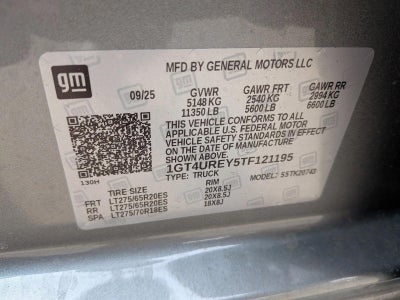 gm
MFD BY GENERAL MOTORS LLC
09/25 GVWR GAWR FRT GAWR RR
5148 KG 2540 KG 2994 KG
11350 LB 5600 LB 6600 LB
THIS VEHICLE CONFORMS TO ALL APPLICABLE
U.S. FEDERAL MOTOR VEHICLE
SAFETY STANDARDS IN EFFECT ON THE
DATE OF MANUFACTURE SHOWN ABOVE.
1GT4UREY5TF121195
TYPE: TRUCK
130H
TIRE SIZE RIM
FRT LT275/65R20ES 20X8.5J
RR LT275/65R20ES 20X8.5J
SPA LT275/70R18ES 18X8J